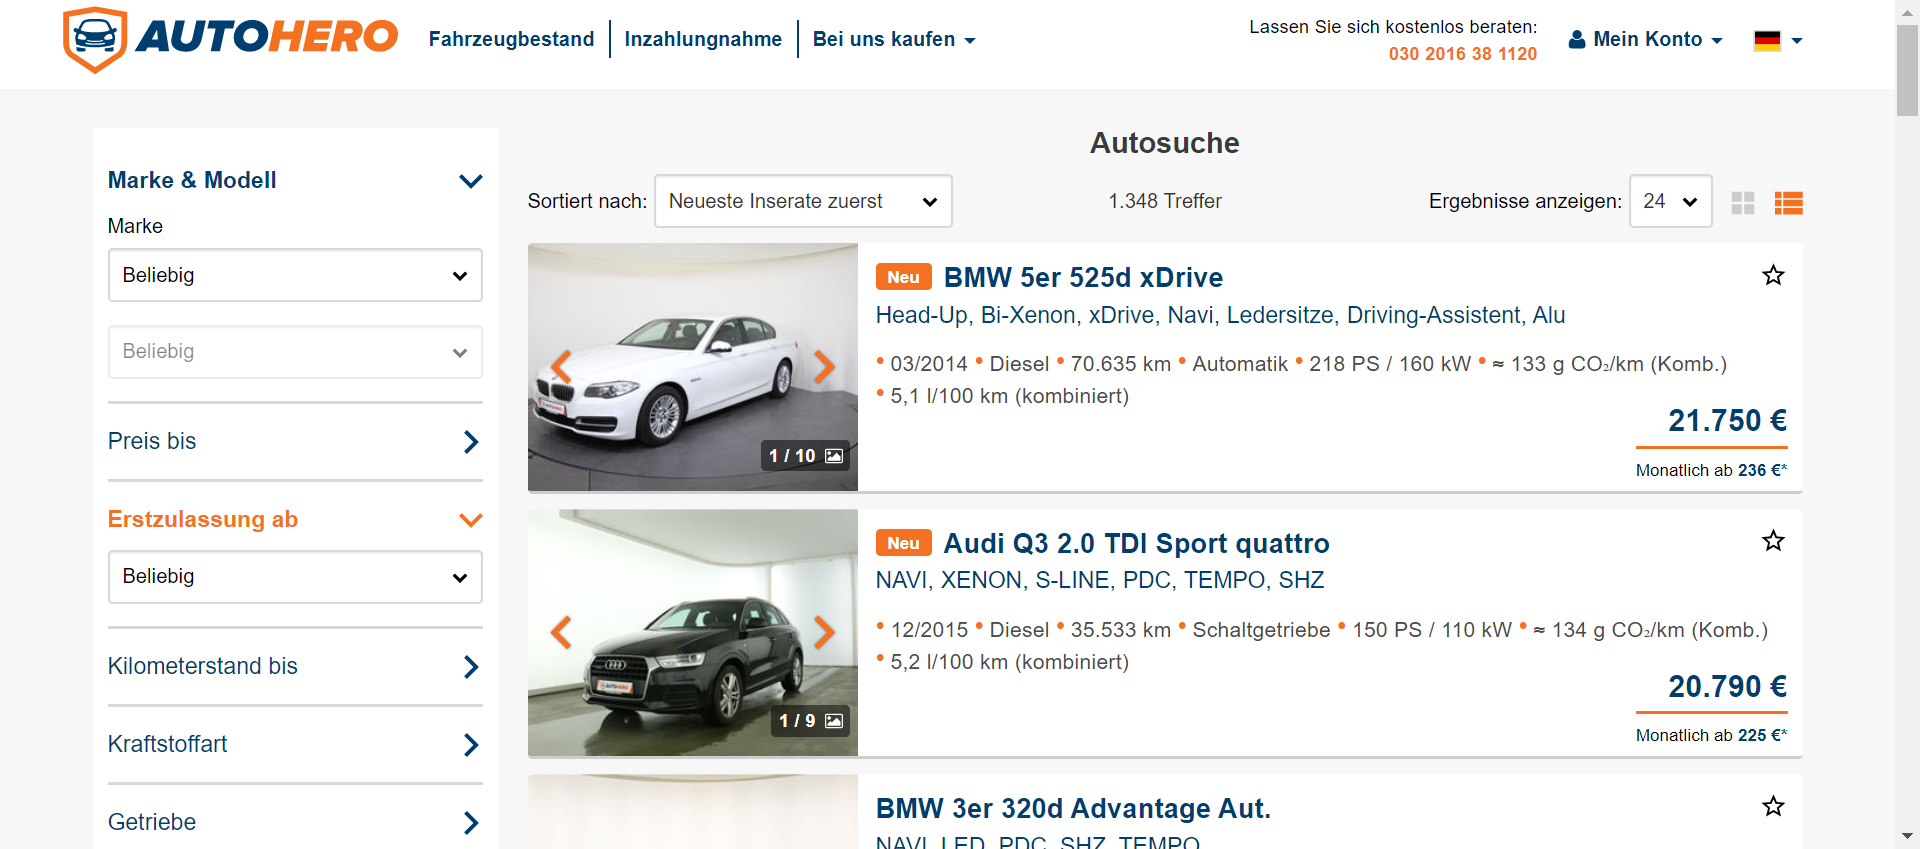 AUTOHERO
Fahrzeugbestand
Inzahlungnahme
Bei uns kaufen
Lassen Sie sich kostenlos beraten:
030 2016 38 1120
Mein Konto
Marke & Modell
Marke
Beliebig
Beliebig
Preis bis
Erstzulassung ab
Beliebig
Kilometerstand bis
Kraftstoffart
Getriebe
Autosuche
Sortiert nach:
Neueste Inserate zuerst
1.348 Treffer
Ergebnisse anzeigen:
24
Neu BMW 5er 525d xDrive
Head-Up, Bi-Xenon, xDrive, Navi, Ledersitze, Driving-Assistent, Alu
• 03/2014 • Diesel • 70.635 km • Automatik • 218 PS / 160 kW • ≈ 133 g CO₂/km (Komb.)
• 5,1 l/100 km (kombiniert)
1 / 10
21.750 €
Monatlich ab 236 €*
Neu Audi Q3 2.0 TDI Sport quattro
NAVI, XENON, S-LINE, PDC, TEMPO, SHZ
• 12/2015 • Diesel • 35.533 km • Schaltgetriebe • 150 PS / 110 kW • ≈ 134 g CO₂/km (Komb.)
• 5,2 l/100 km (kombiniert)
AUTOHERO
1 / 9
20.790 €
Monatlich ab 225 €*
BMW 3er 320d Advantage Aut.
NAVI, LED, PDC, SHZ, TEMPO